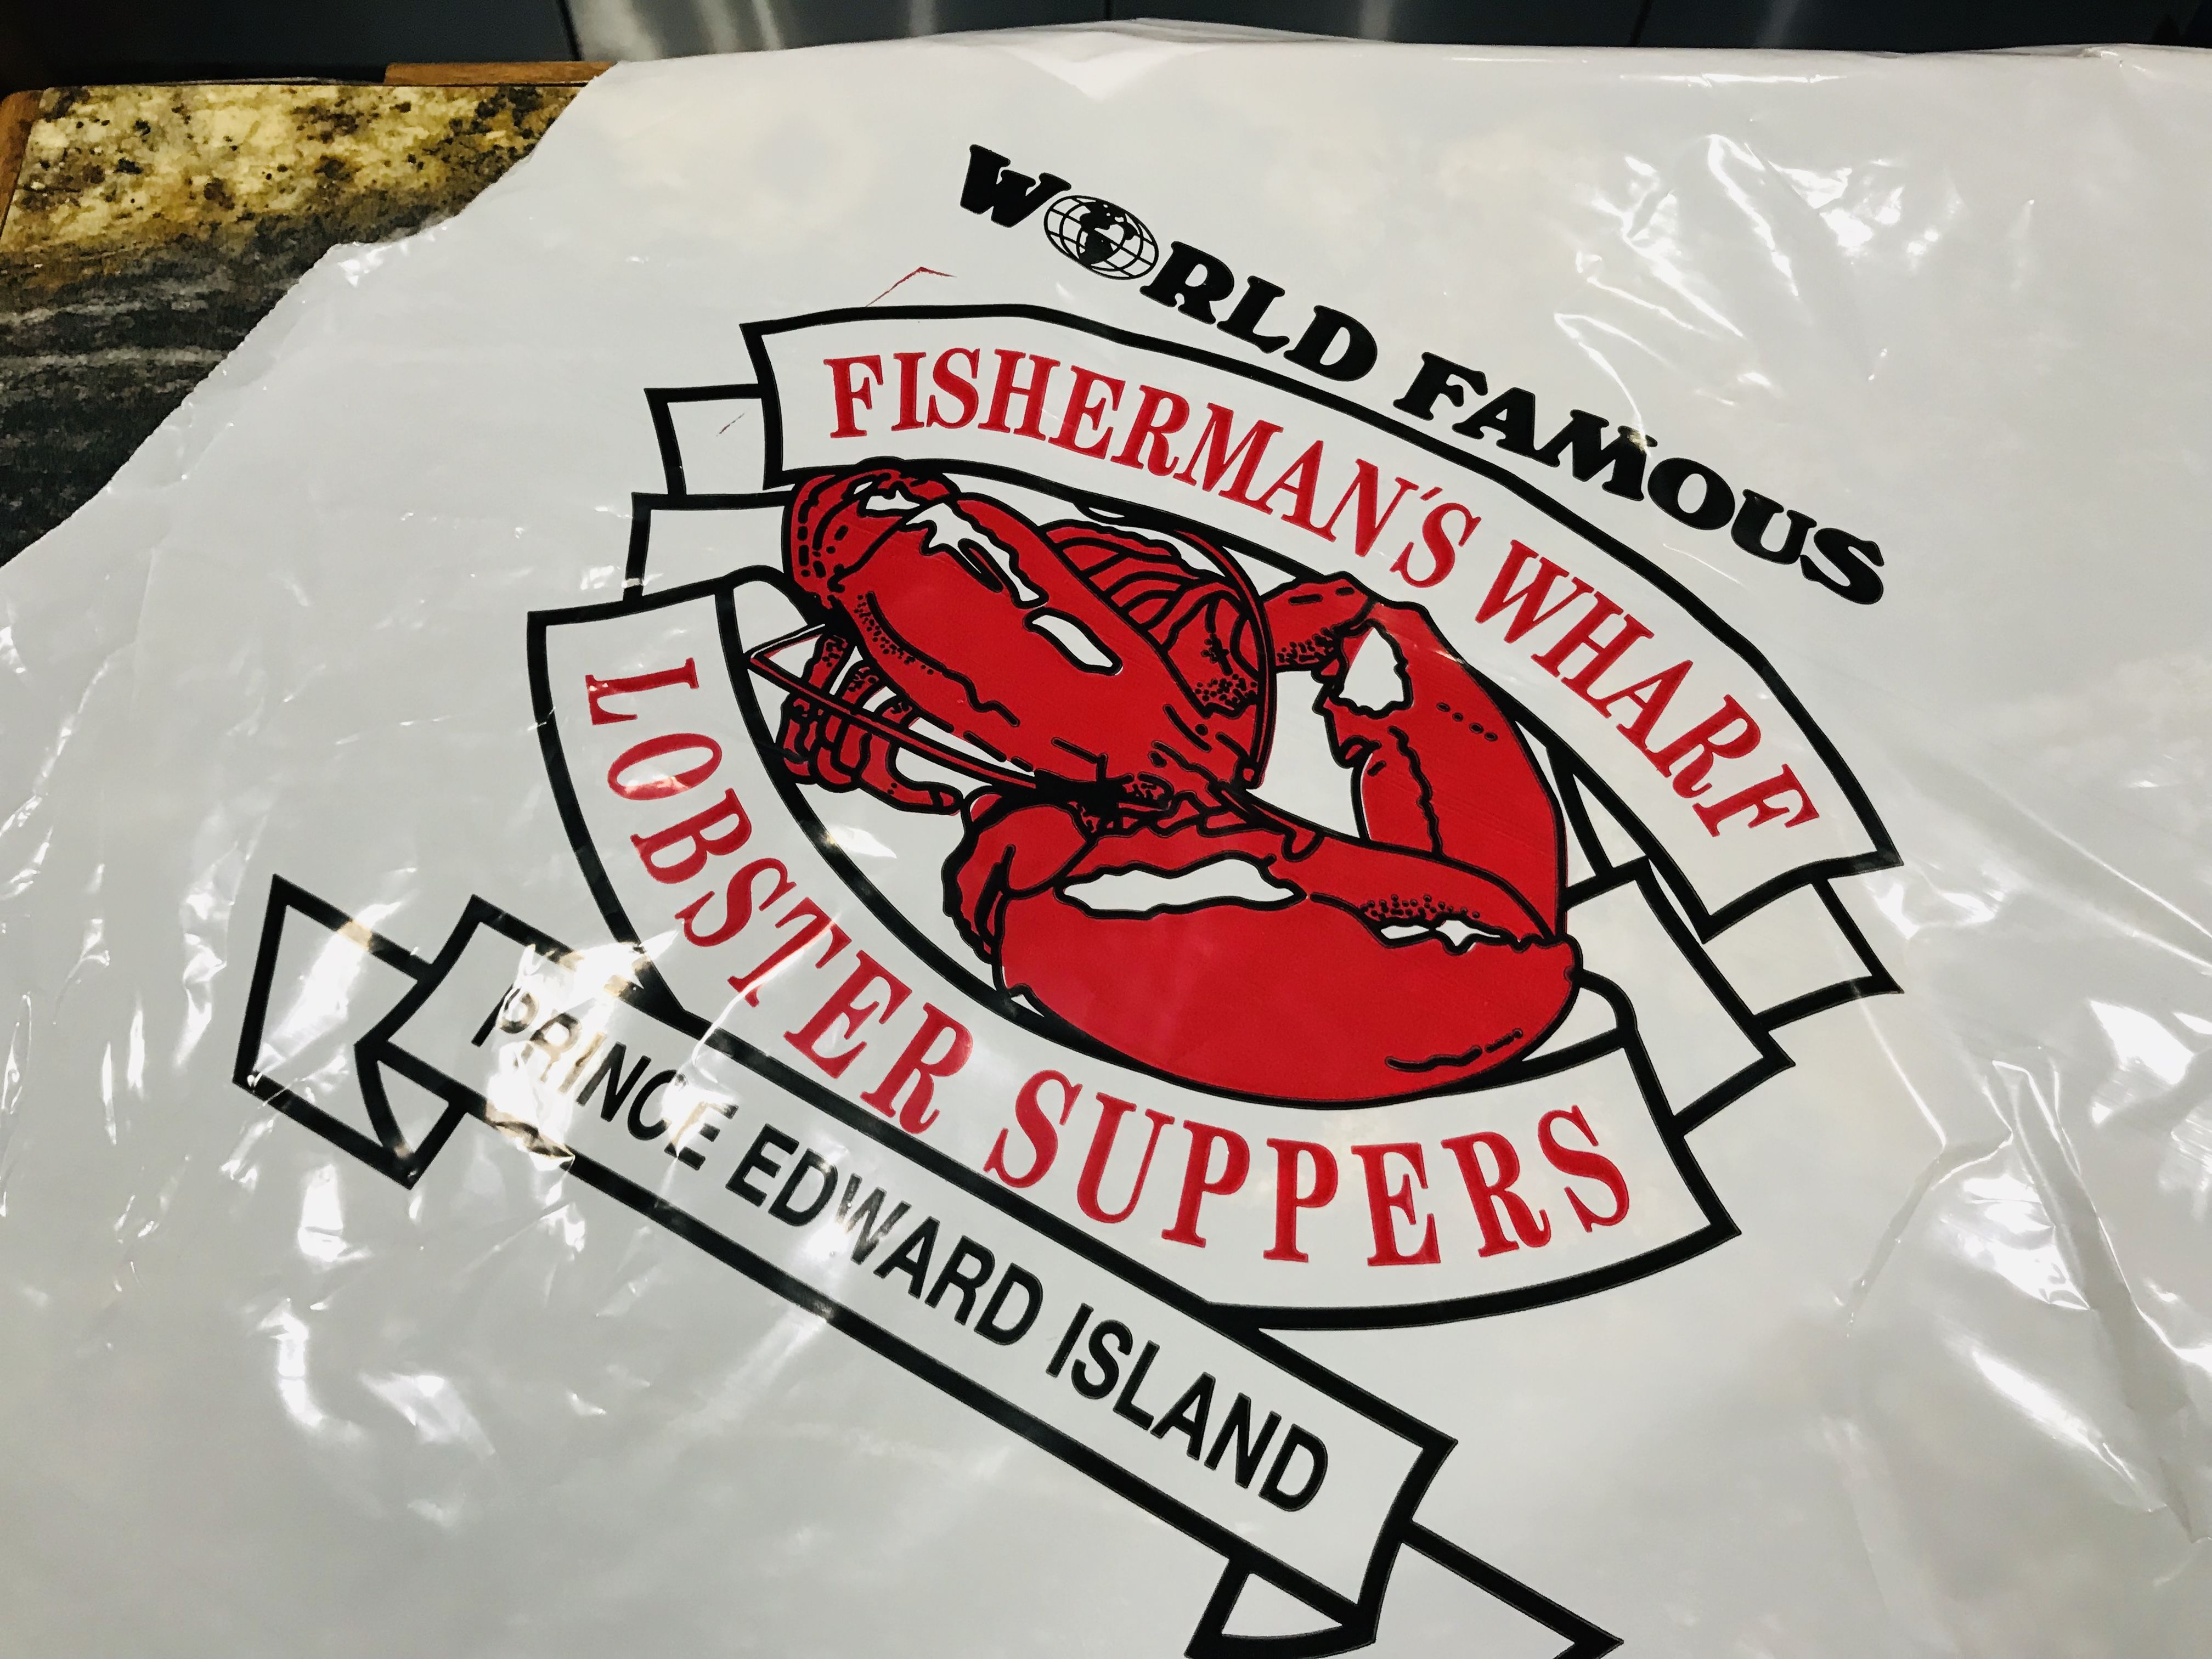 WORLD FAMOUS
FISHERMAN'S WHARF
LOBSTER SUPPERS
PRINCE EDWARD ISLAND